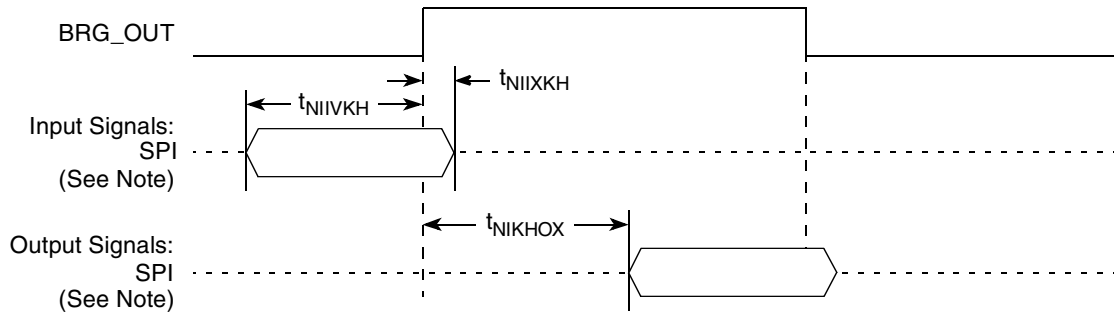 BRG_OUT
tNIIXKH
tNIIVKH
Input Signals:
SPI
(See Note)
tNIKHOX
Output Signals:
SPI
(See Note)